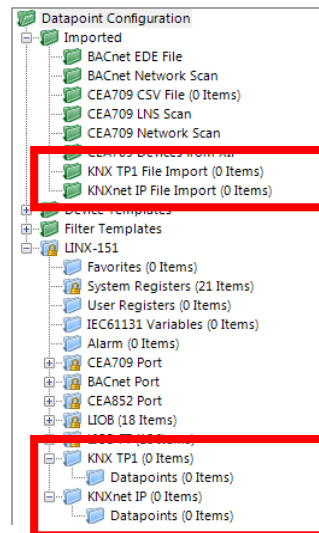 Datapoint Configuration
Imported
BACnet EDE File
BACnet Network Scan
CEA709 CSV File (0 Items)
CEA709 LNS Scan
CEA709 Network Scan
CEA709 Devices from XIF
KNX TP1 File Import (0 Items)
KNXnet IP File Import (0 Items)
Device Templates
Filter Templates
LINX-151
Favorites (0 Items)
System Registers (21 Items)
User Registers (0 Items)
IEC61131 Variables (0 Items)
Alarm (0 Items)
CEA709 Port
BACnet Port
CEA852 Port
LIOB (18 Items)
KNX TP1 (0 Items)
Datapoints (0 Items)
KNXnet IP (0 Items)
Datapoints (0 Items)